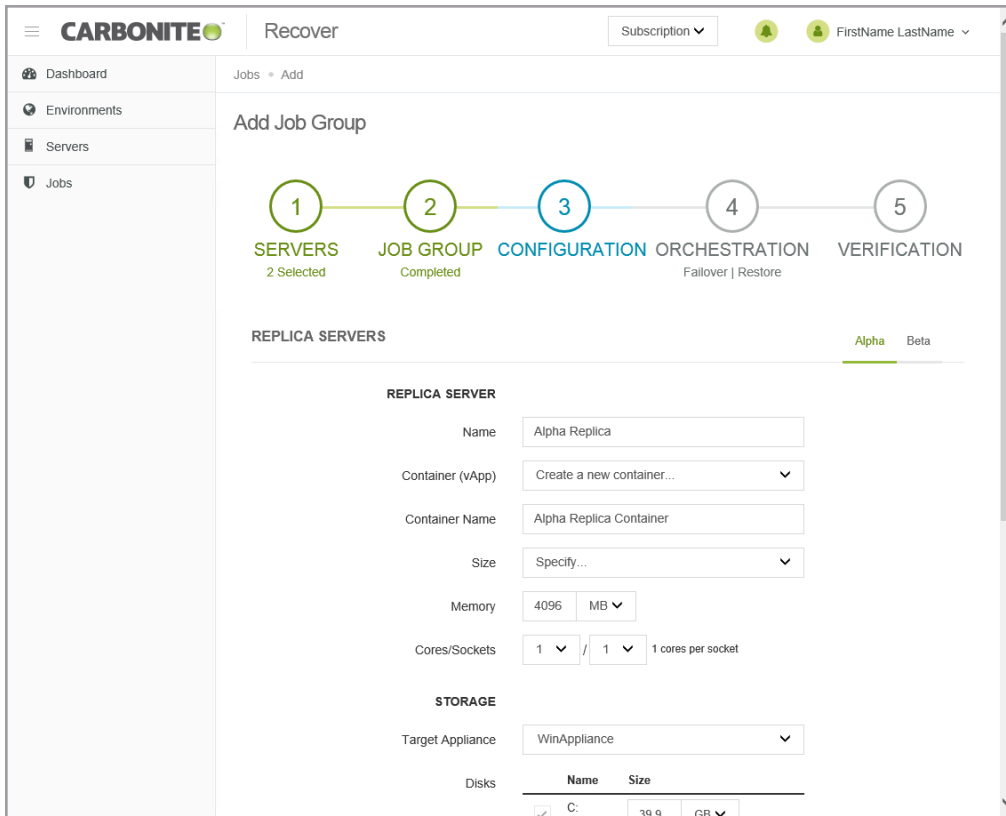 CARBONITE Recover Subscription FirstName LastName
Dashboard
Environments
Servers
Jobs
Jobs • Add
Add Job Group
1 2 3 4 5
SERVERS JOB GROUP CONFIGURATION ORCHESTRATION VERIFICATION
2 Selected Completed Failover | Restore
REPLICA SERVERS Alpha Beta
REPLICA SERVER
Name Alpha Replica
Container (vApp) Create a new container...
Container Name Alpha Replica Container
Size Specify...
Memory 4096 MB
Cores/Sockets 1 / 1 1 cores per socket
STORAGE
Target Appliance WinAppliance
Disks Name Size
C: 39.9 GB